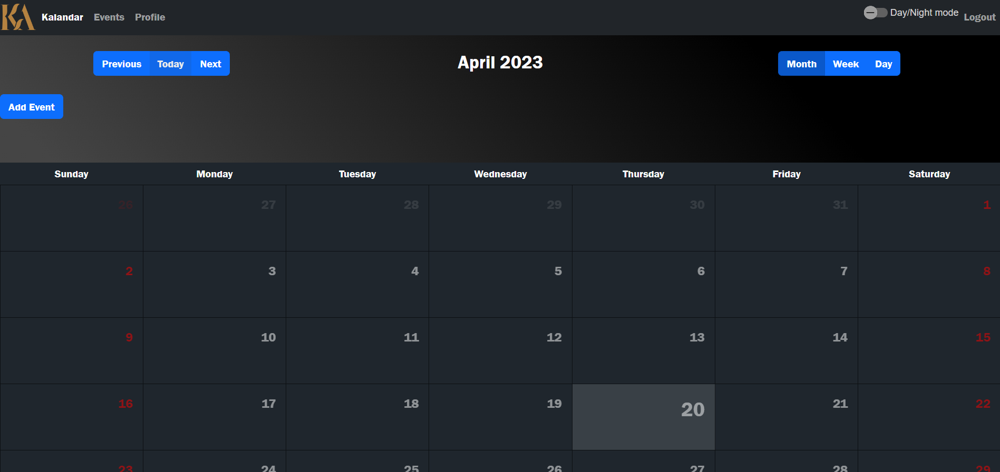 KA Kalandar Events Profile Day/Night mode Logout
Previous Today Next April 2023 Month Week Day
Add Event
Sunday Monday Tuesday Wednesday Thursday Friday Saturday
26 27 28 29 30 31 1
2 3 4 5 6 7 8
9 10 11 12 13 14 15
16 17 18 19 20 21 22
23 24 25 26 27 28 29